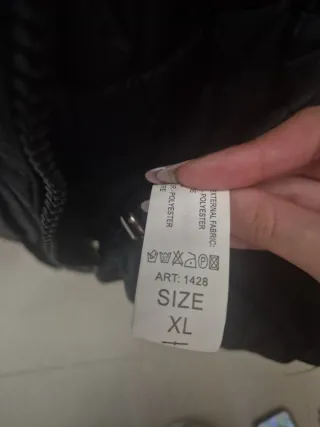 EXTERNAL FABRIC:
POLYESTER
POLYESTER
ART: 1428
SIZE
XL